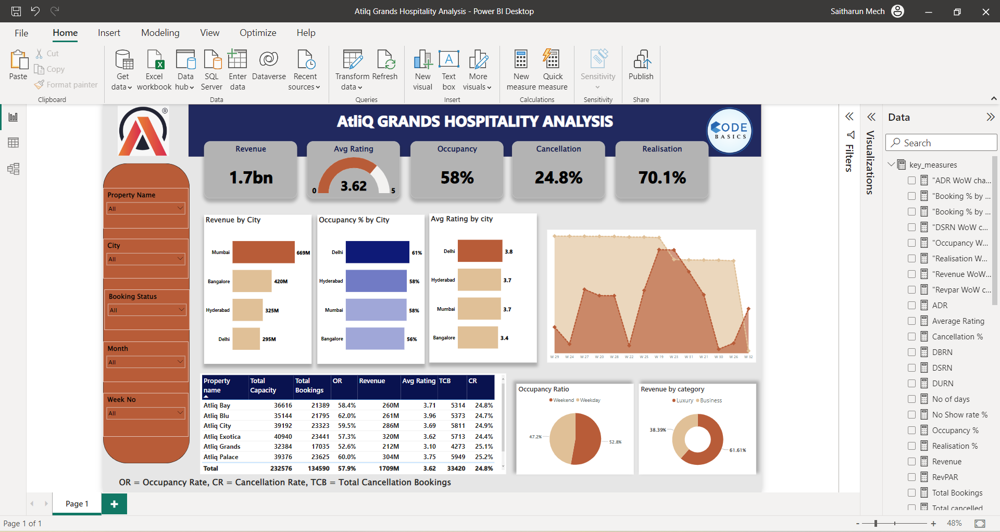 Atilq Grands Hospitality Analysis - Power BI Desktop
Saitharun Mech
File Home Insert Modeling View Optimize Help
Paste
Cut
Copy
Format painter
Clipboard
Get data
Excel workbook
Data hub
SQL Server
Enter data
Dataverse
Recent sources
Data
Transform data
Refresh
Queries
New visual
Text box
More visuals
Insert
New measure
Quick measure
Calculations
Sensitivity
Sensitivity
Publish
Share
®
AtliQ GRANDS HOSPITALITY ANALYSIS
CODE
BASICS
Revenue
1.7bn
Avg Rating
3.62
0
5
Occupancy
58%
Cancellation
24.8%
Realisation
70.1%
Property Name
All
City
All
Booking Status
All
Month
All
Week No
All
Revenue by City
Mumbai 669M
Bangalore 420M
Hyderabad 325M
Delhi 295M
Occupancy % by City
Delhi 61%
Hyderabad 58%
Mumbai 58%
Bangalore 56%
Avg Rating by city
Delhi 3.8
Hyderabad 3.7
Mumbai 3.7
Bangalore 3.4
W 29 W 24 W 27 W 20 W 28 W 22 W 25 W 19 W 23 W 31 W 21 W 30 W 26 W 32
Property name Total Capacity Total Bookings OR Revenue Avg Rating TCB CR
Atliq Bay 36616 21389 58.4% 260M 3.71 5314 24.8%
Atliq Blu 35144 21795 62.0% 261M 3.96 5373 24.7%
Atliq City 39192 23323 59.5% 286M 3.69 5811 24.9%
Atliq Exotica 40940 23441 57.3% 320M 3.62 5713 24.4%
Atliq Grands 32384 17035 52.6% 212M 3.10 4273 25.1%
Atliq Palace 39376 23625 60.0% 304M 3.75 5949 25.2%
Total 232576 134590 57.9% 1709M 3.62 33420 24.8%
Occupancy Ratio
Weekend Weekday
47.2%
52.8%
Revenue by category
Luxury Business
38.39%
61.61%
OR = Occupancy Rate, CR = Cancellation Rate, TCB = Total Cancellation Bookings
Filters
Visualizations
Data
Search
key_measures
"ADR WoW cha...
"Booking % by ...
"Booking % by ...
"DSRN WoW c...
"Occupancy W...
"Realisation W...
"Revenue WoW...
"Revpar WoW c...
ADR
Average Rating
Cancellation %
DBRN
DSRN
DURN
No of days
No Show rate %
Occupancy %
Realisation %
Revenue
RevPAR
Total Bookings
Total cancelled
Page 1
+
Page 1 of 1
- + 48%